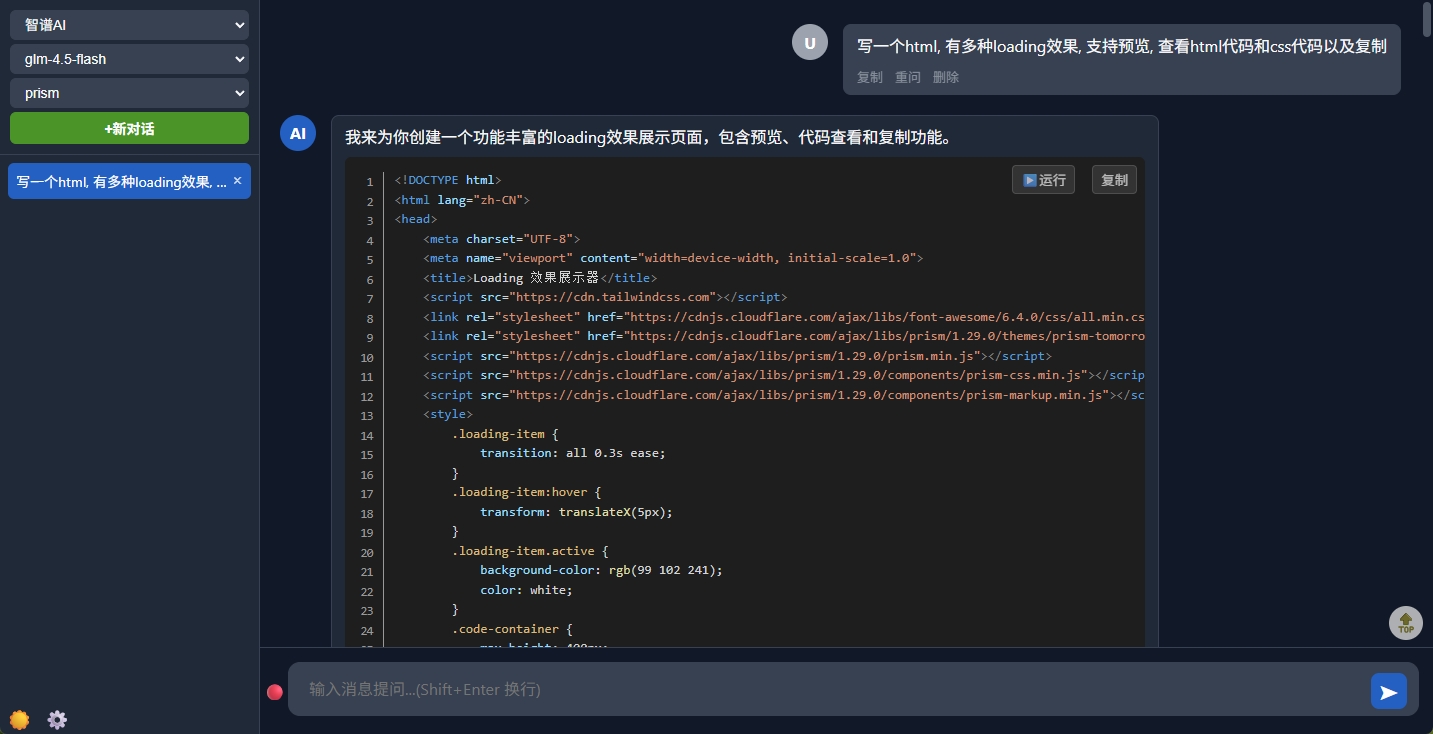 智谱AI
glm-4.5-flash
prism
+新对话
写一个html, 有多种loading效果, ... ×
U
写一个html, 有多种loading效果, 支持预览, 查看html代码和css代码以及复制
复制 重问 删除
AI
我来为你创建一个功能丰富的loading效果展示页面，包含预览、代码查看和复制功能。
运行 复制
1 <!DOCTYPE html>
2 <html lang="zh-CN">
3 <head>
4 <meta charset="UTF-8">
5 <meta name="viewport" content="width=device-width, initial-scale=1.0">
6 <title>Loading 效果展示器</title>
7 <script src="https://cdn.tailwindcss.com"></script>
8 <link rel="stylesheet" href="https://cdnjs.cloudflare.com/ajax/libs/font-awesome/6.4.0/css/all.min.cs
9 <link rel="stylesheet" href="https://cdnjs.cloudflare.com/ajax/libs/prism/1.29.0/themes/prism-tomorro
10 <script src="https://cdnjs.cloudflare.com/ajax/libs/prism/1.29.0/prism.min.js"></script>
11 <script src="https://cdnjs.cloudflare.com/ajax/libs/prism/1.29.0/components/prism-css.min.js"></scrip
12 <script src="https://cdnjs.cloudflare.com/ajax/libs/prism/1.29.0/components/prism-markup.min.js"></sc
13 <style>
14 .loading-item {
15 transition: all 0.3s ease;
16 }
17 .loading-item:hover {
18 transform: translateX(5px);
19 }
20 .loading-item.active {
21 background-color: rgb(99 102 241);
22 color: white;
23 }
24 .code-container {
TOP
输入消息提问...(Shift+Enter 换行)